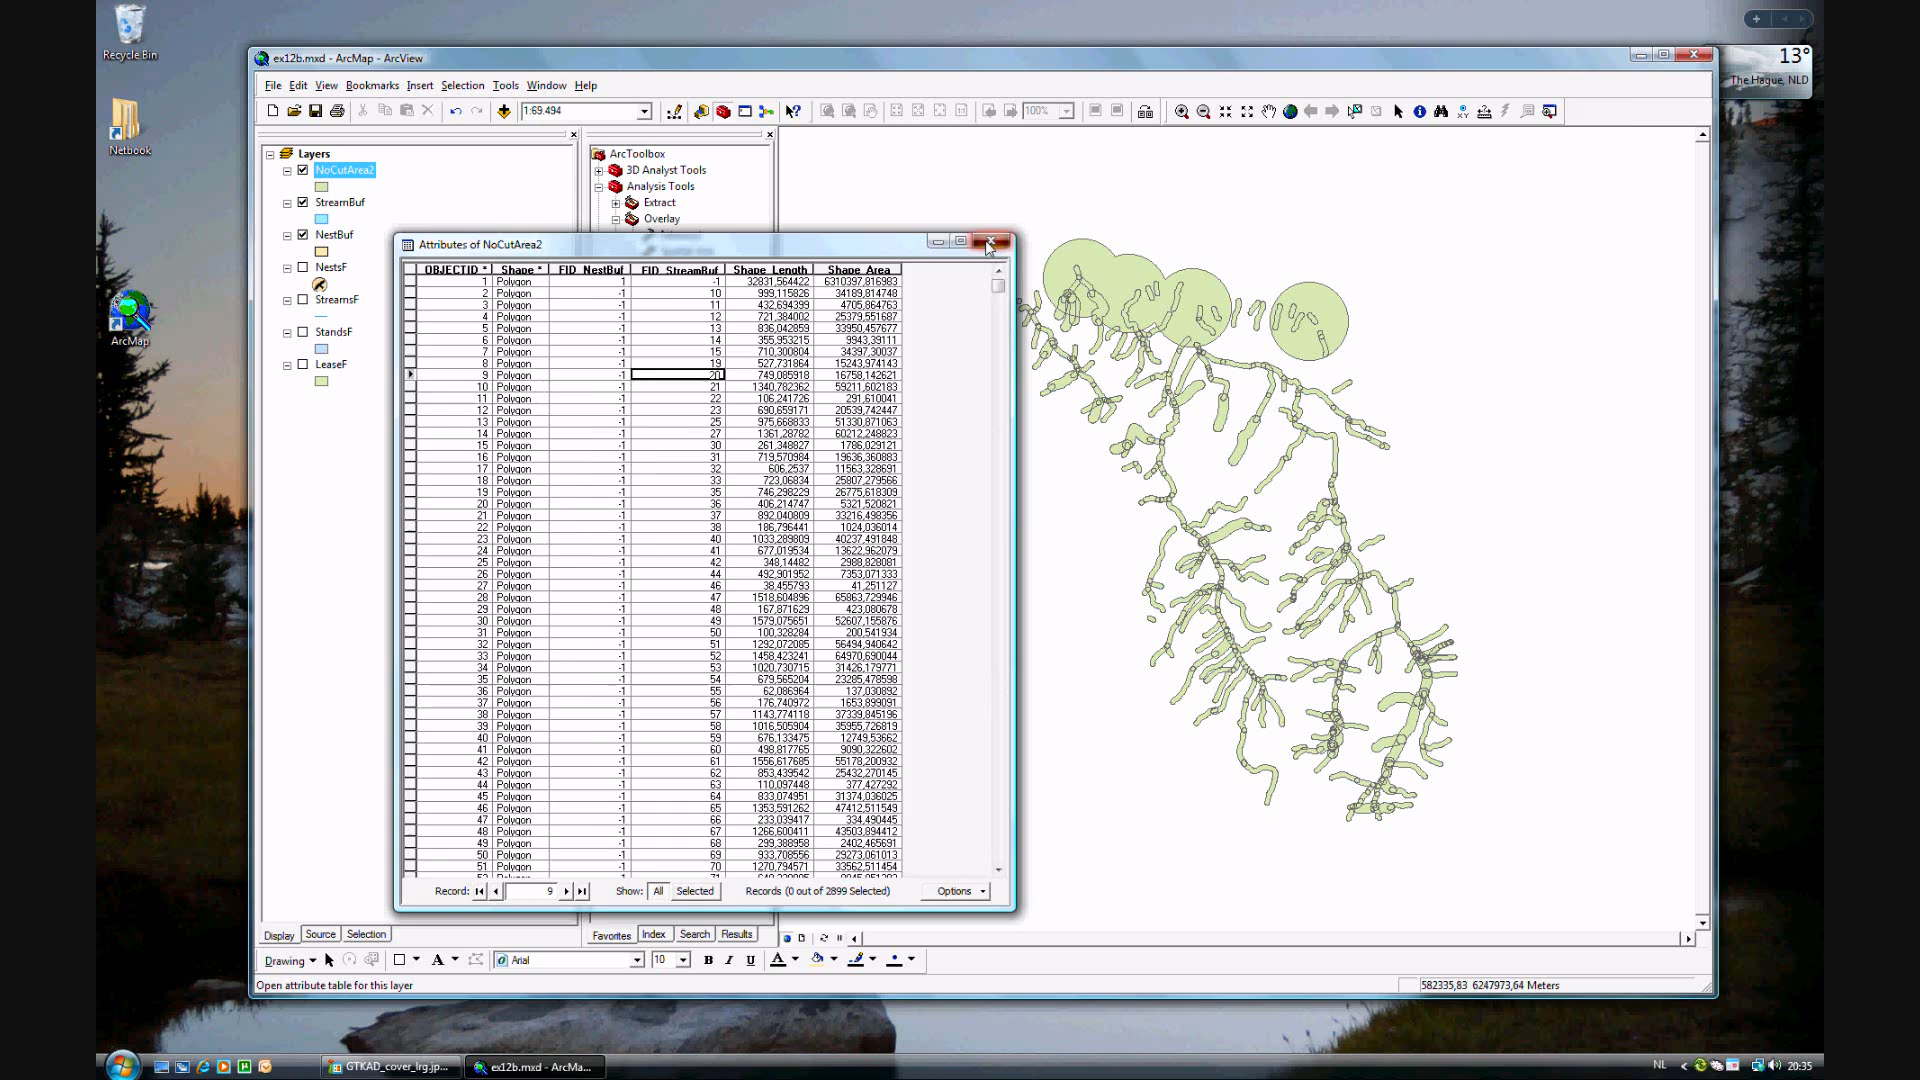 Recycle Bin
Netbook
ArcMap
13°
The Hague, NLD
ex12b.mxd - ArcMap - ArcView
File Edit View Bookmarks Insert Selection Tools Window Help
1:69.494
100%
Layers
NoCutArea2
StreamBuf
NestBuf
NestsF
StreamsF
StandsF
LeaseF
ArcToolbox
3D Analyst Tools
Analysis Tools
Extract
Overlay
Attributes of NoCutArea2
OBJECTID * Shape * FID_NestBuf FID_StreamBuf Shape_Length Shape_Area
1 Polygon 1 -1 32831,564422 6310397,816983
2 Polygon -1 10 999,115826 34189,814748
3 Polygon -1 11 432,694399 4705,864763
4 Polygon -1 12 721,384002 25379,551687
5 Polygon -1 13 836,042859 33950,457677
6 Polygon -1 14 355,953215 9943,39111
7 Polygon -1 15 710,300804 34397,30037
8 Polygon -1 19 527,731864 15243,974143
9 Polygon -1 20 749,085918 16758,142621
10 Polygon -1 21 1340,782362 59211,602183
11 Polygon -1 22 106,241726 291,610041
12 Polygon -1 23 690,659171 20539,742447
13 Polygon -1 25 975,668833 51330,871063
14 Polygon -1 27 1361,28782 60212,248823
15 Polygon -1 30 261,348827 1786,029121
16 Polygon -1 31 719,570984 19636,360883
17 Polygon -1 32 606,2537 11563,328691
18 Polygon -1 33 723,06834 25807,279566
19 Polygon -1 35 746,298229 26775,618309
20 Polygon -1 36 406,214747 5321,520821
21 Polygon -1 37 892,040809 33216,498356
22 Polygon -1 38 186,796441 1024,036014
23 Polygon -1 40 1033,289809 40237,491848
24 Polygon -1 41 677,019534 13622,962079
25 Polygon -1 42 348,14482 2988,828081
26 Polygon -1 44 492,901952 7353,071333
27 Polygon -1 46 38,455793 41,251127
28 Polygon -1 47 1518,604896 65863,729946
29 Polygon -1 48 167,871629 423,080678
30 Polygon -1 49 1579,075651 52607,155876
31 Polygon -1 50 100,328284 200,541934
32 Polygon -1 51 1292,072085 56494,940642
33 Polygon -1 52 1458,423241 64970,690044
34 Polygon -1 53 1020,730715 31426,179771
35 Polygon -1 54 679,565204 23285,478598
36 Polygon -1 55 62,086964 137,030892
37 Polygon -1 56 176,740972 1653,899091
38 Polygon -1 57 1143,774118 37339,845196
39 Polygon -1 58 1016,505904 35955,726819
40 Polygon -1 59 676,133475 12749,53662
41 Polygon -1 60 498,817765 9090,322602
42 Polygon -1 61 1556,617685 55178,200932
43 Polygon -1 62 853,439542 25432,270145
44 Polygon -1 63 110,097448 377,427292
45 Polygon -1 64 833,074951 31374,036025
46 Polygon -1 65 1353,591262 47412,511549
47 Polygon -1 66 233,039417 334,490445
48 Polygon -1 67 1266,600411 43503,894412
49 Polygon -1 68 299,388958 2402,465691
50 Polygon -1 69 933,708556 29273,061013
51 Polygon -1 70 1270,794571 33562,511454
Record: 9 Show: All Selected Records (0 out of 2899 Selected) Options
Display Source Selection
Favorites Index Search Results
Drawing A Arial 10 B I U A
Open attribute table for this layer
582335,83 6247973,64 Meters
GTKAD_cover_lrg.jp...
ex12b.mxd - ArcMa...
NL
20:35